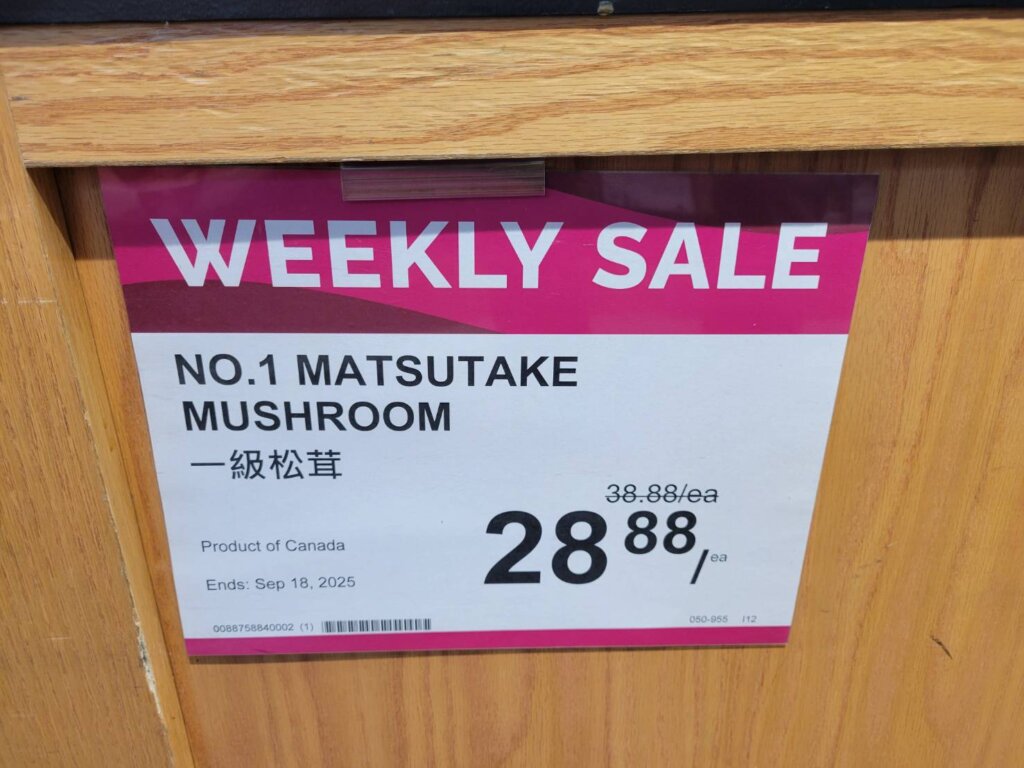 WEEKLY SALE
NO.1 MATSUTAKE
MUSHROOM
一級松茸
38.88/ea
28 88/ea
Product of Canada
Ends: Sep 18, 2025
0088758840002 (1)
050-955 I12